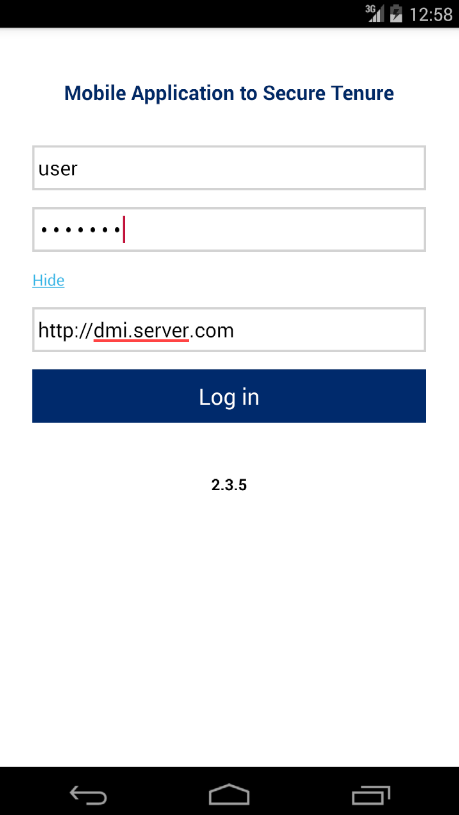 3G 12:58
Mobile Application to Secure Tenure
user
•••••••
Hide
http://dmi.server.com
Log in
2.3.5